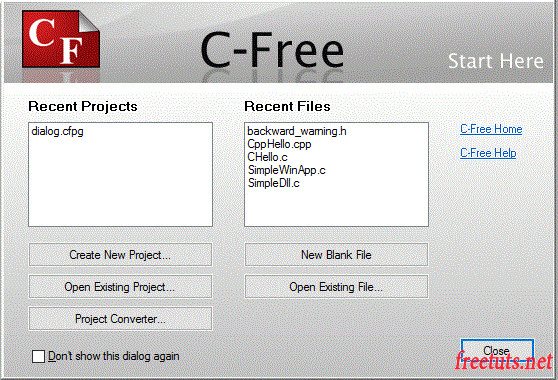 C F
C-Free
Start Here
Recent Projects
dialog.cfpg
Create New Project...
Open Existing Project...
Project Converter...
Recent Files
backward_warning.h
CppHello.cpp
CHello.c
SimpleWinApp.c
SimpleDll.c
New Blank File
Open Existing File...
C-Free Home
C-Free Help
Don't show this dialog again
Close
freetuts.net